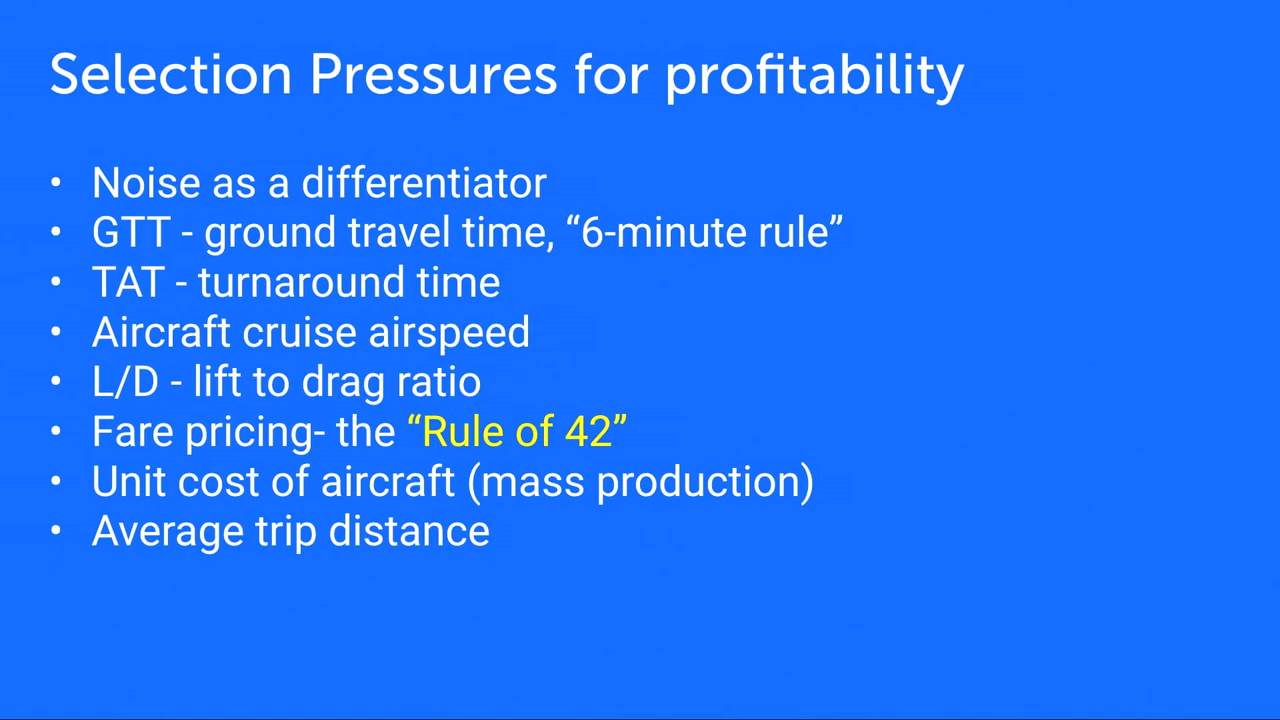 Selection Pressures for profitability
• Noise as a differentiator
• GTT - ground travel time, “6-minute rule”
• TAT - turnaround time
• Aircraft cruise airspeed
• L/D - lift to drag ratio
• Fare pricing- the “Rule of 42”
• Unit cost of aircraft (mass production)
• Average trip distance